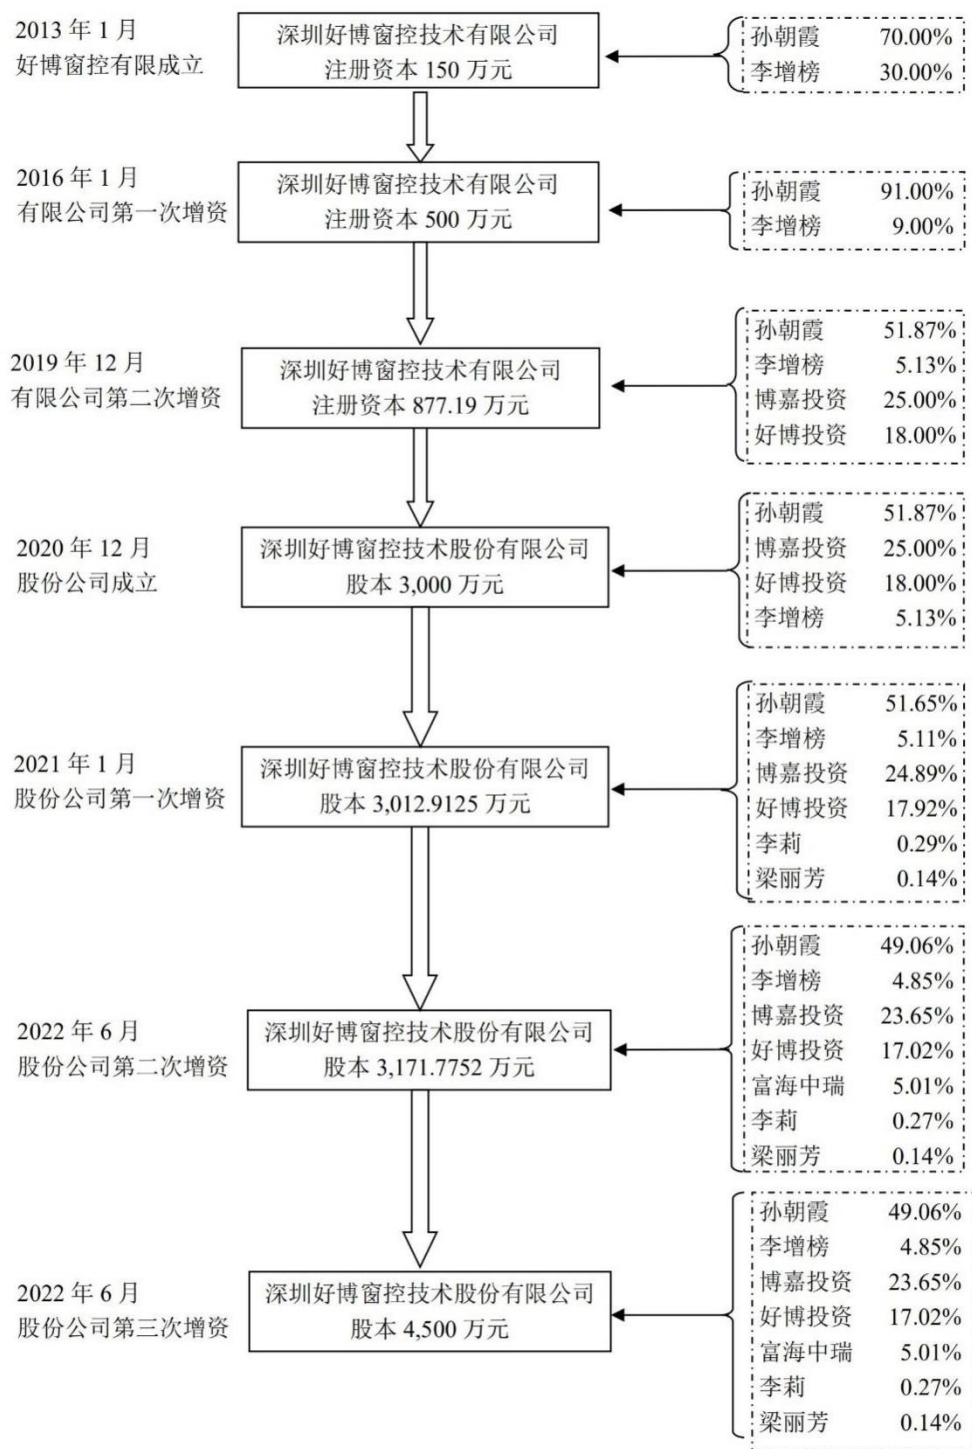 2013 年 1 月
好博窗控有限成立
深圳好博窗控技术有限公司
注册资本 150 万元
孙朝霞 70.00%
李增榜 30.00%
2016 年 1 月
有限公司第一次增资
深圳好博窗控技术有限公司
注册资本 500 万元
孙朝霞 91.00%
李增榜 9.00%
2019 年 12 月
有限公司第二次增资
深圳好博窗控技术有限公司
注册资本 877.19 万元
孙朝霞 51.87%
李增榜 5.13%
博嘉投资 25.00%
好博投资 18.00%
2020 年 12 月
股份公司成立
深圳好博窗控技术股份有限公司
股本 3,000 万元
孙朝霞 51.87%
博嘉投资 25.00%
好博投资 18.00%
李增榜 5.13%
2021 年 1 月
股份公司第一次增资
深圳好博窗控技术股份有限公司
股本 3,012.9125 万元
孙朝霞 51.65%
李增榜 5.11%
博嘉投资 24.89%
好博投资 17.92%
李莉 0.29%
梁丽芳 0.14%
2022 年 6 月
股份公司第二次增资
深圳好博窗控技术股份有限公司
股本 3,171.7752 万元
孙朝霞 49.06%
李增榜 4.85%
博嘉投资 23.65%
好博投资 17.02%
富海中瑞 5.01%
李莉 0.27%
梁丽芳 0.14%
2022 年 6 月
股份公司第三次增资
深圳好博窗控技术股份有限公司
股本 4,500 万元
孙朝霞 49.06%
李增榜 4.85%
博嘉投资 23.65%
好博投资 17.02%
富海中瑞 5.01%
李莉 0.27%
梁丽芳 0.14%